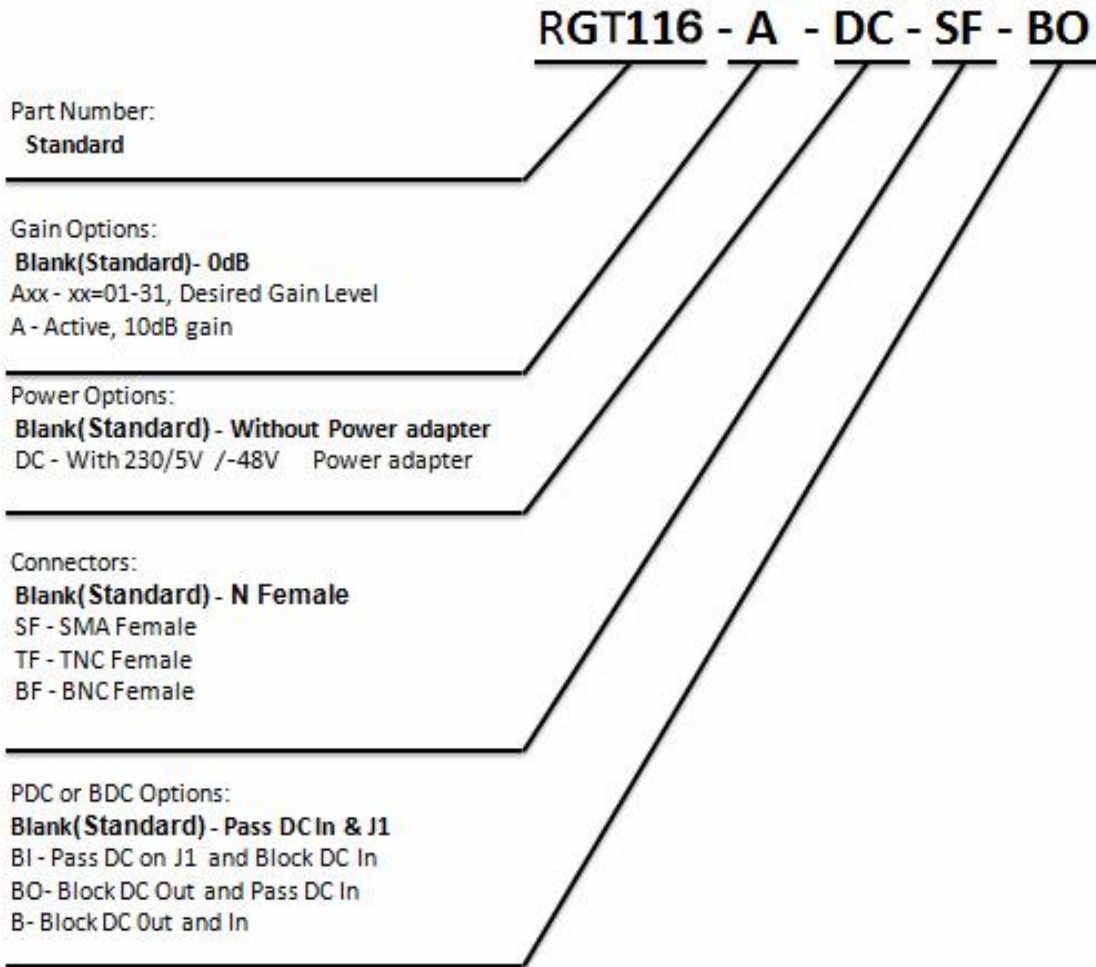 RGT116 - A - DC - SF - BO
Part Number:
Standard
Gain Options:
Blank(Standard)- 0dB
Axx - xx=01-31, Desired Gain Level
A - Active, 10dB gain
Power Options:
Blank(Standard) - Without Power adapter
DC - With 230/5V /-48V Power adapter
Connectors:
Blank(Standard) - N Female
SF - SMA Female
TF - TNC Female
BF - BNC Female
PDC or BDC Options:
Blank(Standard) - Pass DC In & J1
BI - Pass DC on J1 and Block DC In
BO- Block DC Out and Pass DC In
B- Block DC Out and In